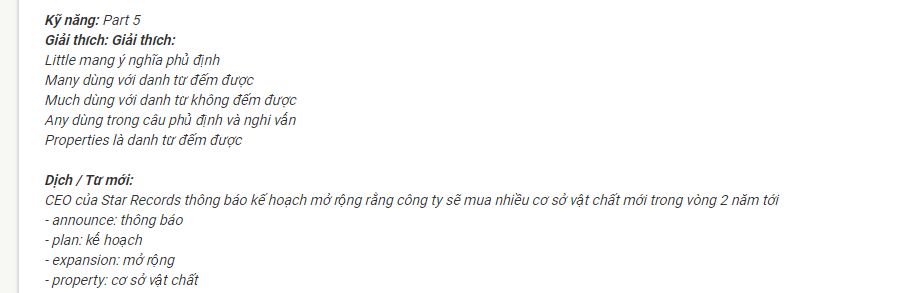 Kỹ năng: Part 5
Giải thích: Giải thích:
Little mang ý nghĩa phủ định
Many dùng với danh từ đếm được
Much dùng với danh từ không đếm được
Any dùng trong câu phủ định và nghi vấn
Properties là danh từ đếm được
Dịch / Từ mới:
CEO của Star Records thông báo kế hoạch mở rộng rằng công ty sẽ mua nhiều cơ sở vật chất mới trong vòng 2 năm tới
- announce: thông báo
- plan: kế hoạch
- expansion: mở rộng
- property: cơ sở vật chất